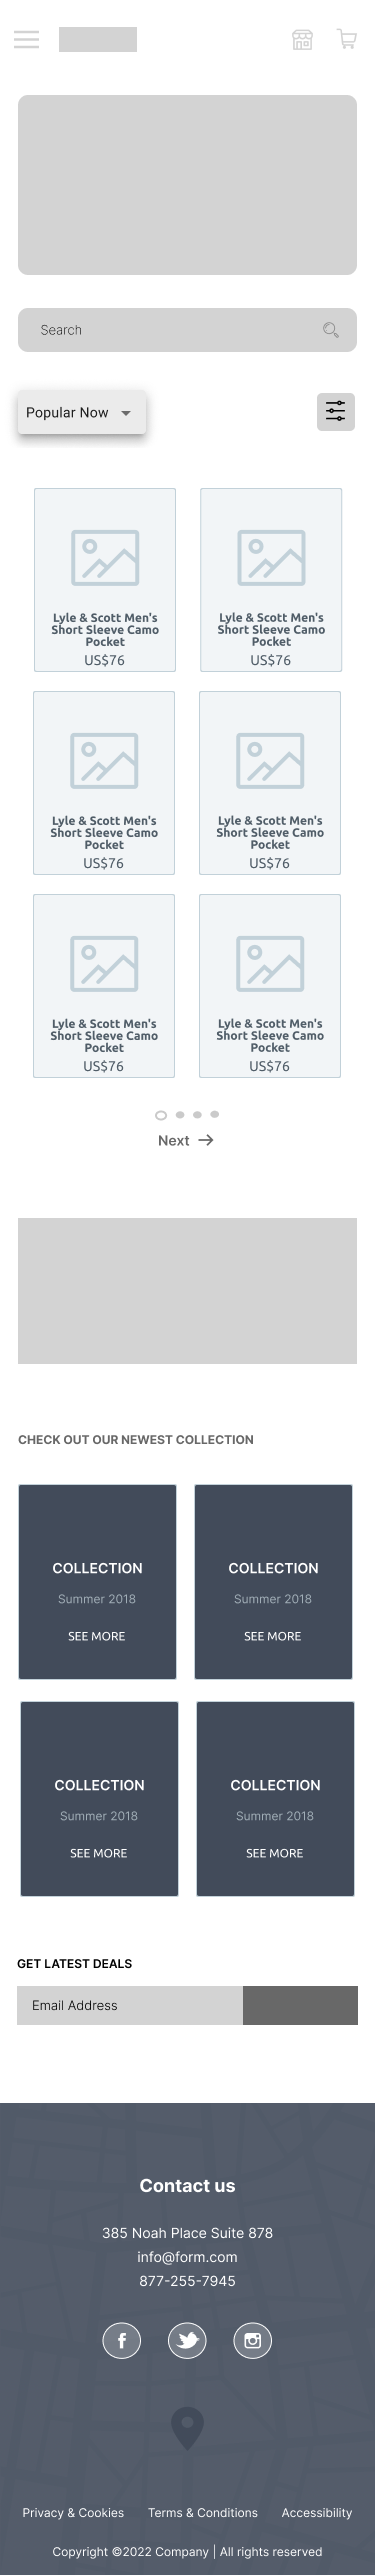 Search
Popular Now
Lyle & Scott Men's
Short Sleeve Camo
Pocket
US$76
Lyle & Scott Men's
Short Sleeve Camo
Pocket
US$76
Lyle & Scott Men's
Short Sleeve Camo
Pocket
US$76
Lyle & Scott Men's
Short Sleeve Camo
Pocket
US$76
Lyle & Scott Men's
Short Sleeve Camo
Pocket
US$76
Lyle & Scott Men's
Short Sleeve Camo
Pocket
US$76
Next
CHECK OUT OUR NEWEST COLLECTION
COLLECTION
Summer 2018
SEE MORE
COLLECTION
Summer 2018
SEE MORE
COLLECTION
Summer 2018
SEE MORE
COLLECTION
Summer 2018
SEE MORE
GET LATEST DEALS
Email Address
Contact us
385 Noah Place Suite 878
info@form.com
877-255-7945
Privacy & Cookies Terms & Conditions Accessibility
Copyright ©2022 Company | All rights reserved